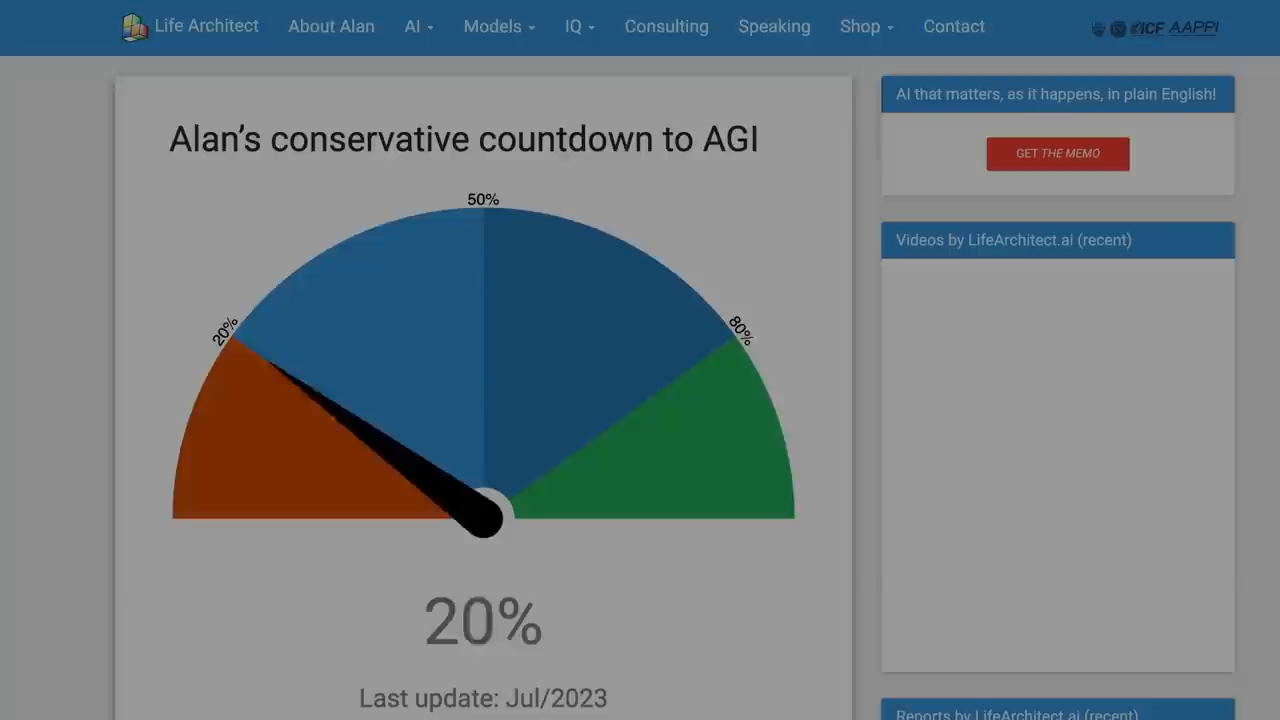 Life Architect About Alan AI Models IQ Consulting Speaking Shop Contact
ICF AAPPI
Alan's conservative countdown to AGI
50%
20%
80%
20%
Last update: Jul/2023
AI that matters, as it happens, in plain English!
GET THE MEMO
Videos by LifeArchitect.ai (recent)
Reports by LifeArchitect.ai (recent)